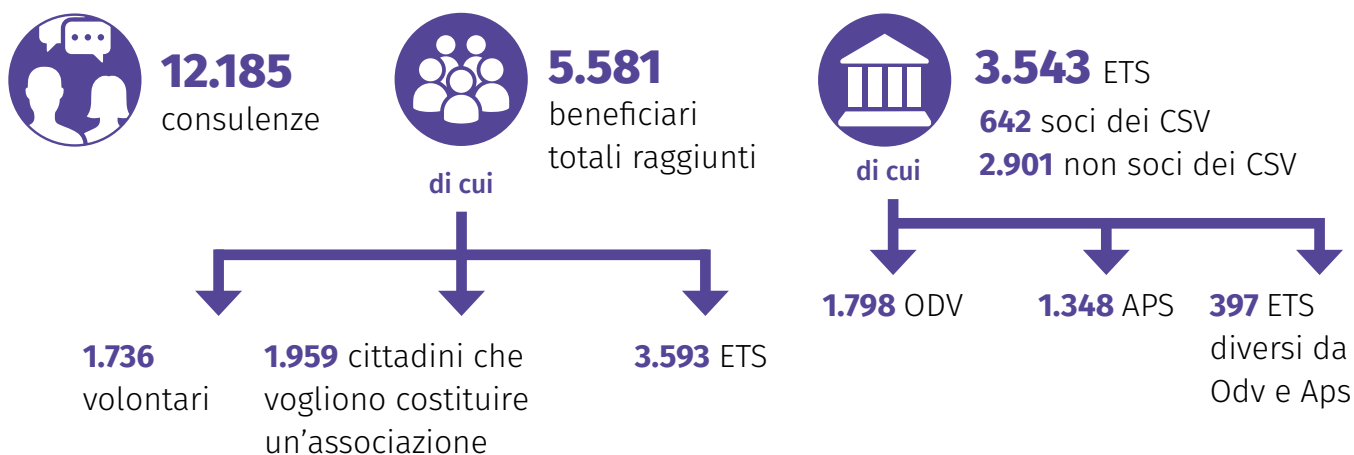 12.185
consulenze
5.581
beneficiari
totali raggiunti
di cui
1.736
volontari
1.959 cittadini che
vogliono costituire
un'associazione
3.593 ETS
3.543 ETS
642 soci dei CSV
2.901 non soci dei CSV
di cui
1.798 ODV
1.348 APS
397 ETS
diversi da
Odv e Aps